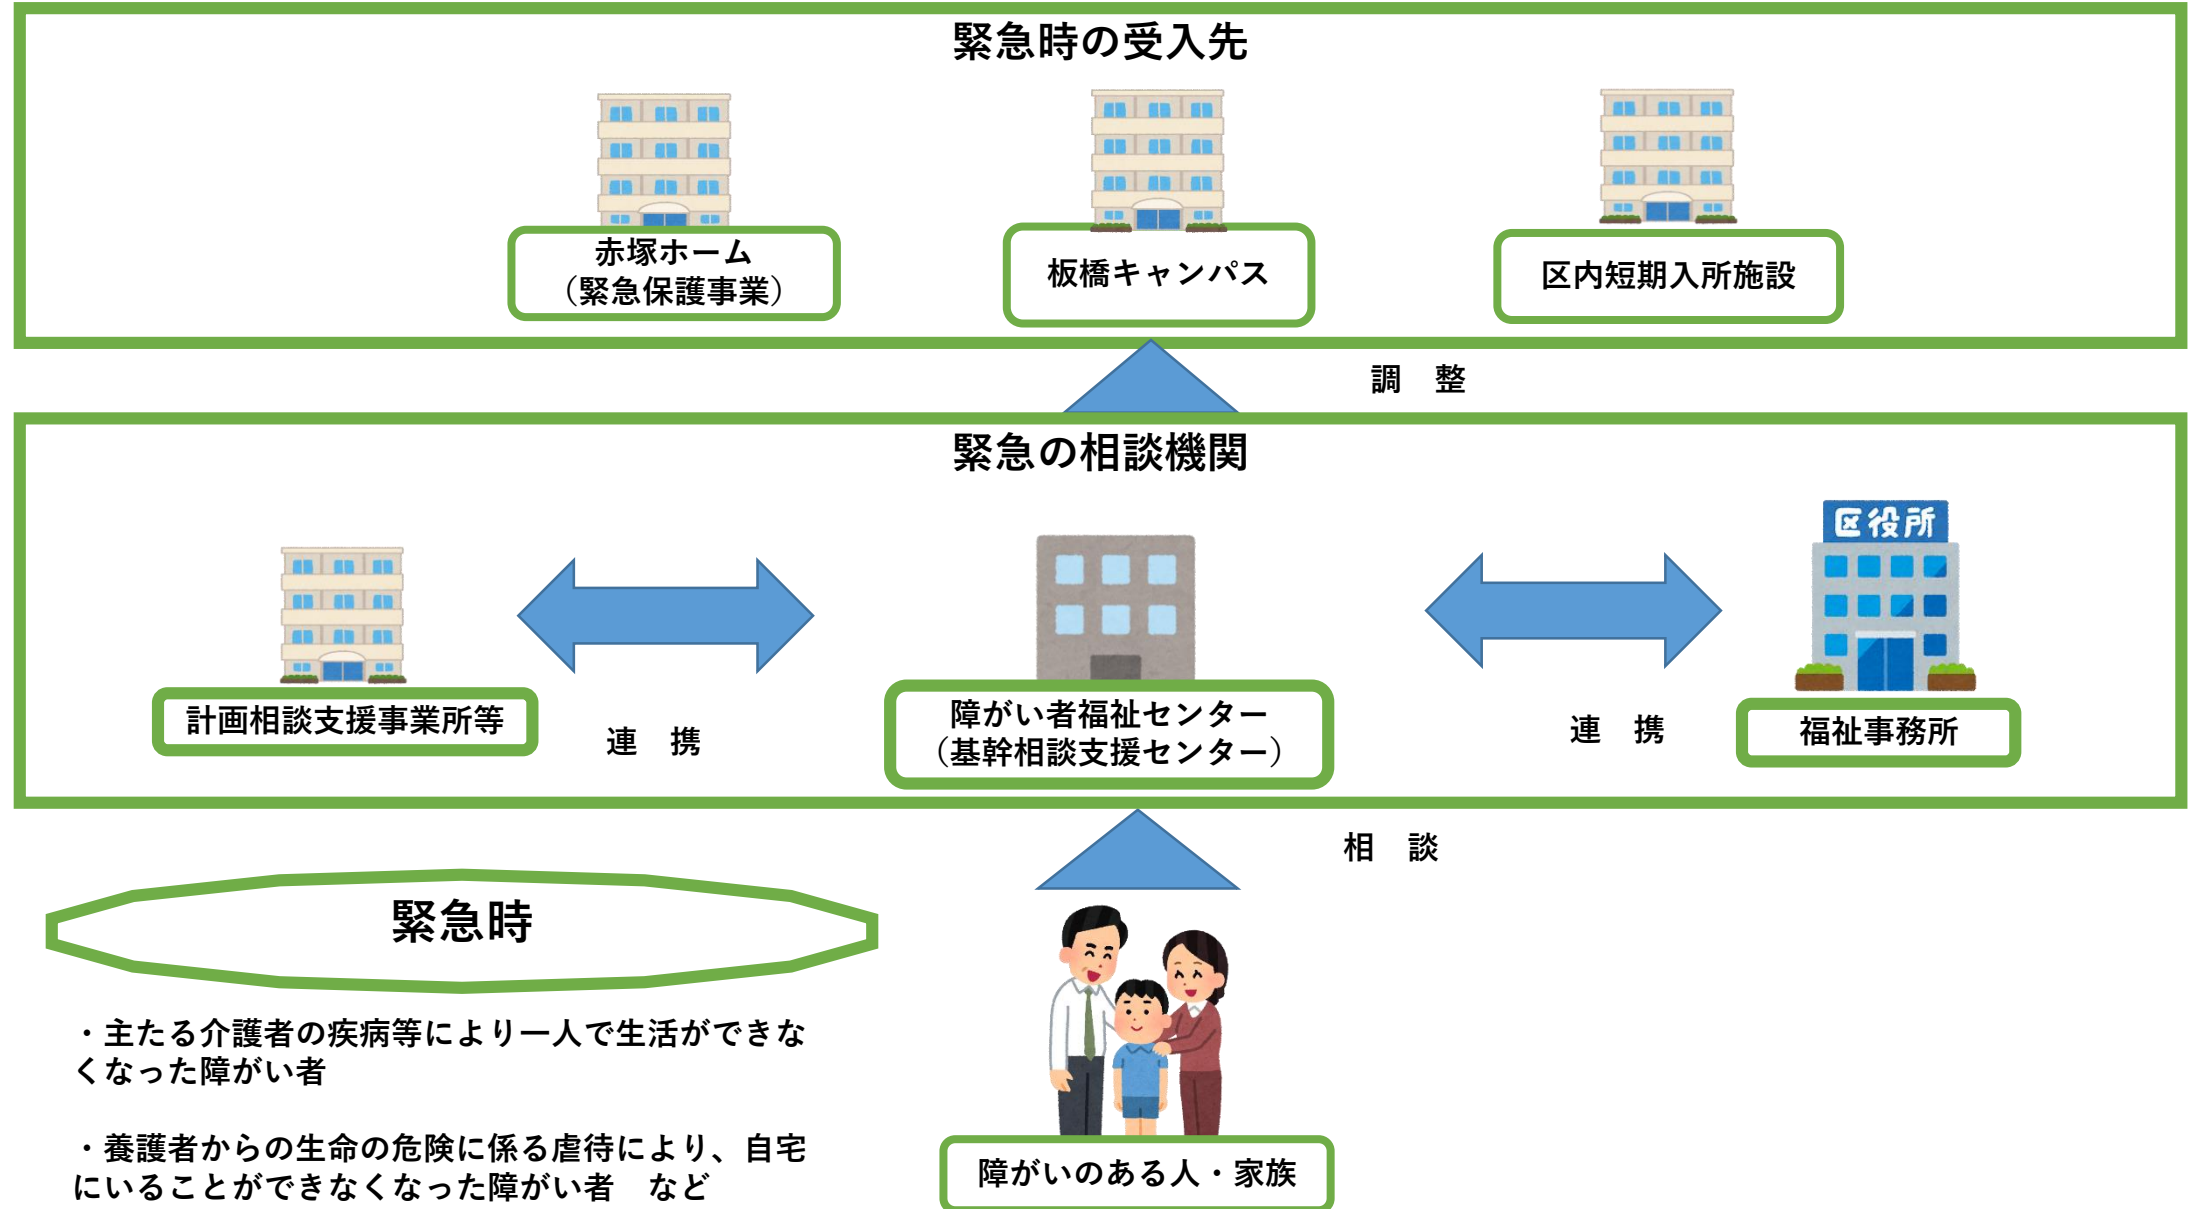 緊急時の受入先
赤塚ホーム
（緊急保護事業）
板橋キャンパス
区内短期入所施設
調　整
緊急の相談機関
区役所
計画相談支援事業所等
連　携
障がい者福祉センター
（基幹相談支援センター）
連　携
福祉事務所
相　談
緊急時
・主たる介護者の疾病等により一人で生活ができな
くなった障がい者
・養護者からの生命の危険に係る虐待により、自宅
にいることができなくなった障がい者　など
障がいのある人・家族